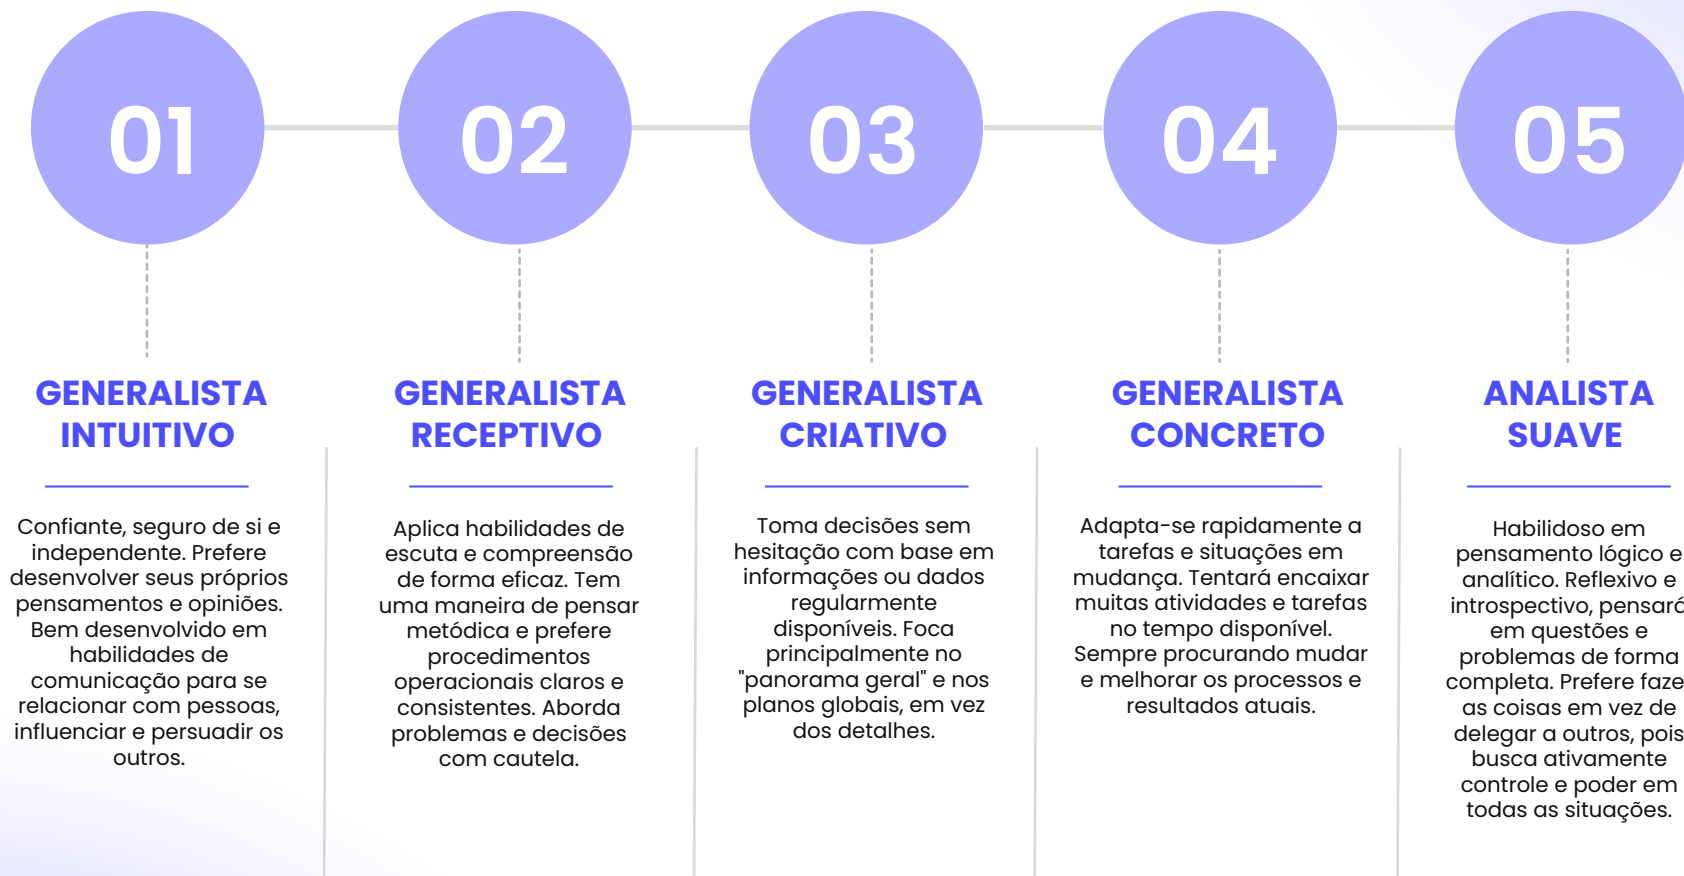 01
GENERALISTA
INTUITIVO
Confiante, seguro de si e
independente. Prefere
desenvolver seus próprios
pensamentos e opiniões.
Bem desenvolvido em
habilidades de
comunicação para se
relacionar com pessoas,
influenciar e persuadir os
outros.
02
GENERALISTA
RECEPTIVO
Aplica habilidades de
escuta e compreensão
de forma eficaz. Tem
uma maneira de pensar
metódica e prefere
procedimentos
operacionais claros e
consistentes. Aborda
problemas e decisões
com cautela.
03
GENERALISTA
CRIATIVO
Toma decisões sem
hesitação com base em
informações ou dados
regularmente
disponíveis. Foca
principalmente no
"panorama geral" e nos
planos globais, em vez
dos detalhes.
04
GENERALISTA
CONCRETO
Adapta-se rapidamente a
tarefas e situações em
mudança. Tentará encaixar
muitas atividades e tarefas
no tempo disponível.
Sempre procurando mudar
e melhorar os processos e
resultados atuais.
05
ANALISTA
SUAVE
Habilidoso em
pensamento lógico e
analítico. Reflexivo e
introspectivo, pensará
em questões e
problemas de forma
completa. Prefere faze
as coisas em vez de
delegar a outros, pois
busca ativamente
controle e poder em
todas as situações.